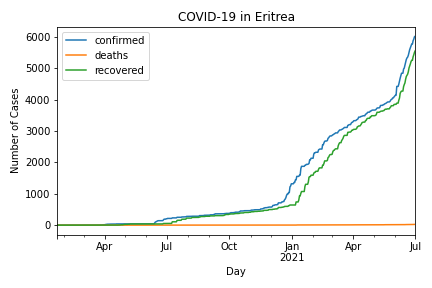 COVID-19 in Eritrea
confirmed
deaths
recovered
Number of Cases
6000
5000
4000
3000
2000
1000
0
Apr
Jul
Oct
Jan
2021
Apr
Jul
Day